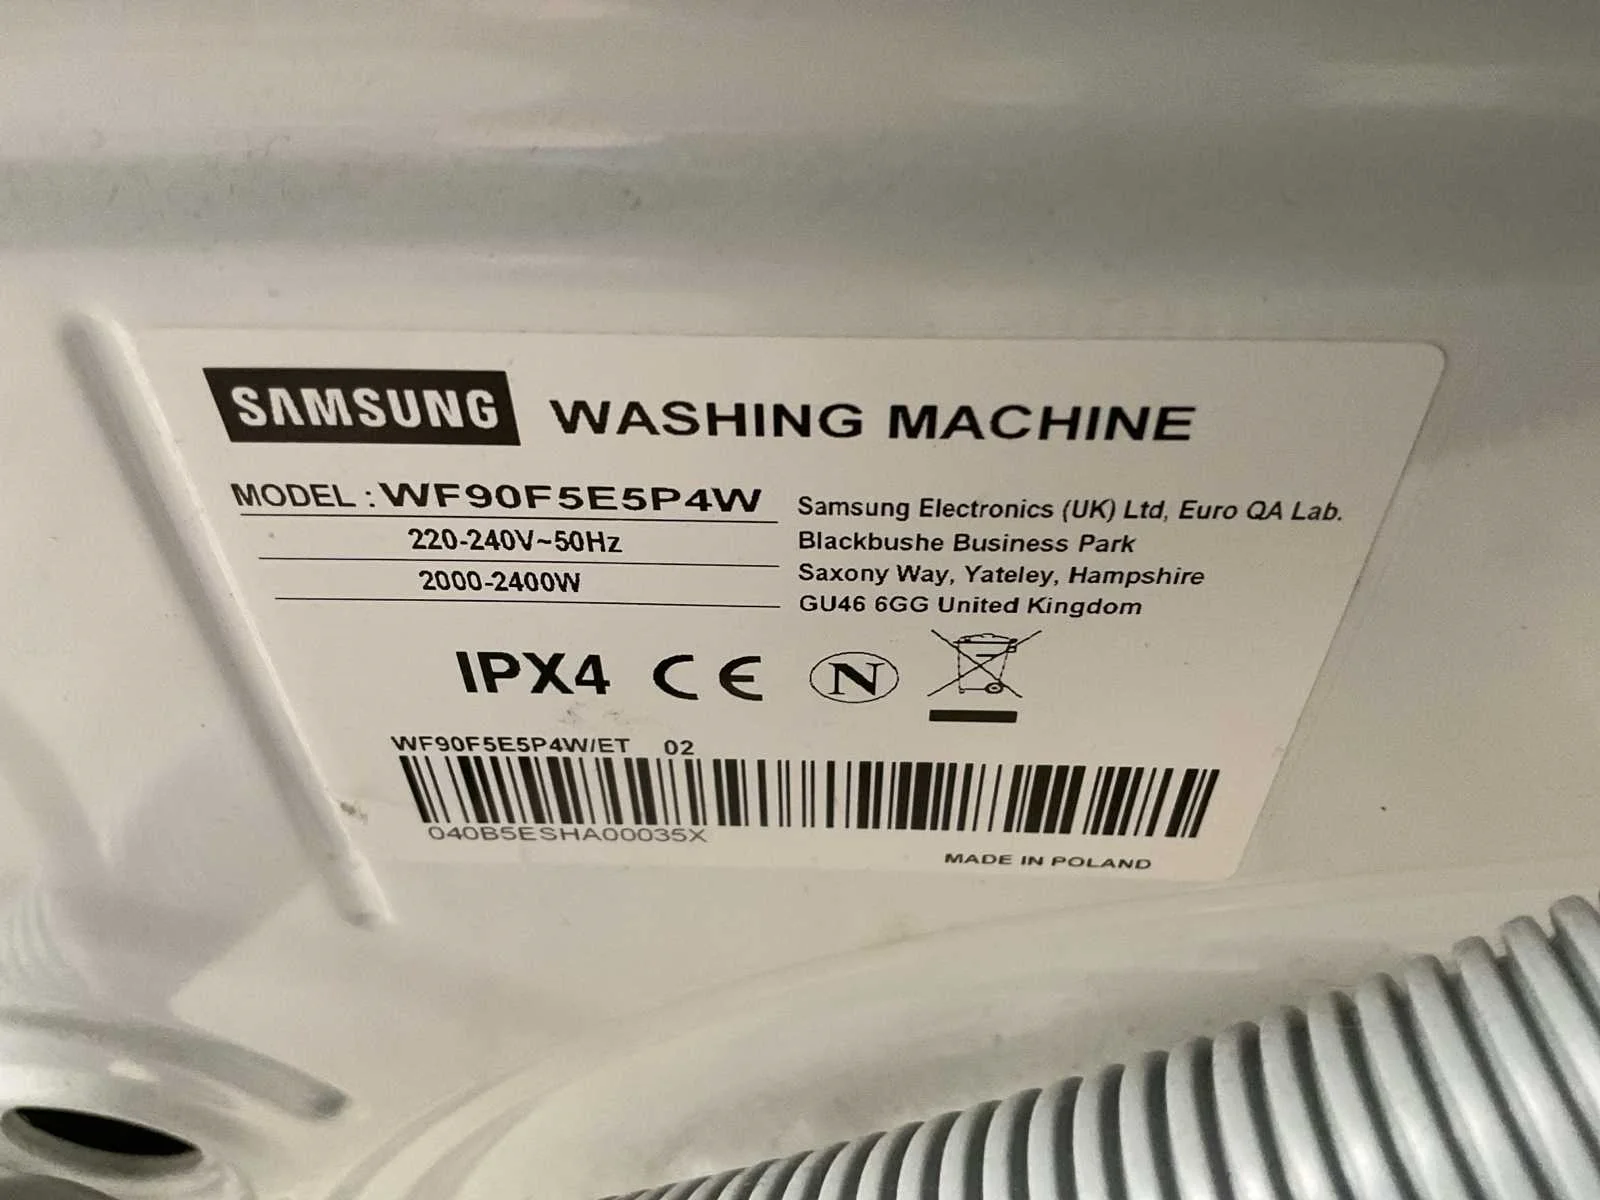 SAMSUNG WASHING MACHINE
MODEL : WF90F5E5P4W
220-240V~50Hz
2000-2400W
Samsung Electronics (UK) Ltd, Euro QA Lab.
Blackbushe Business Park
Saxony Way, Yateley, Hampshire
GU46 6GG United Kingdom
IPX4 CE N
WF90F5E5P4W/ET 02
040B5ESHA00035X
MADE IN POLAND